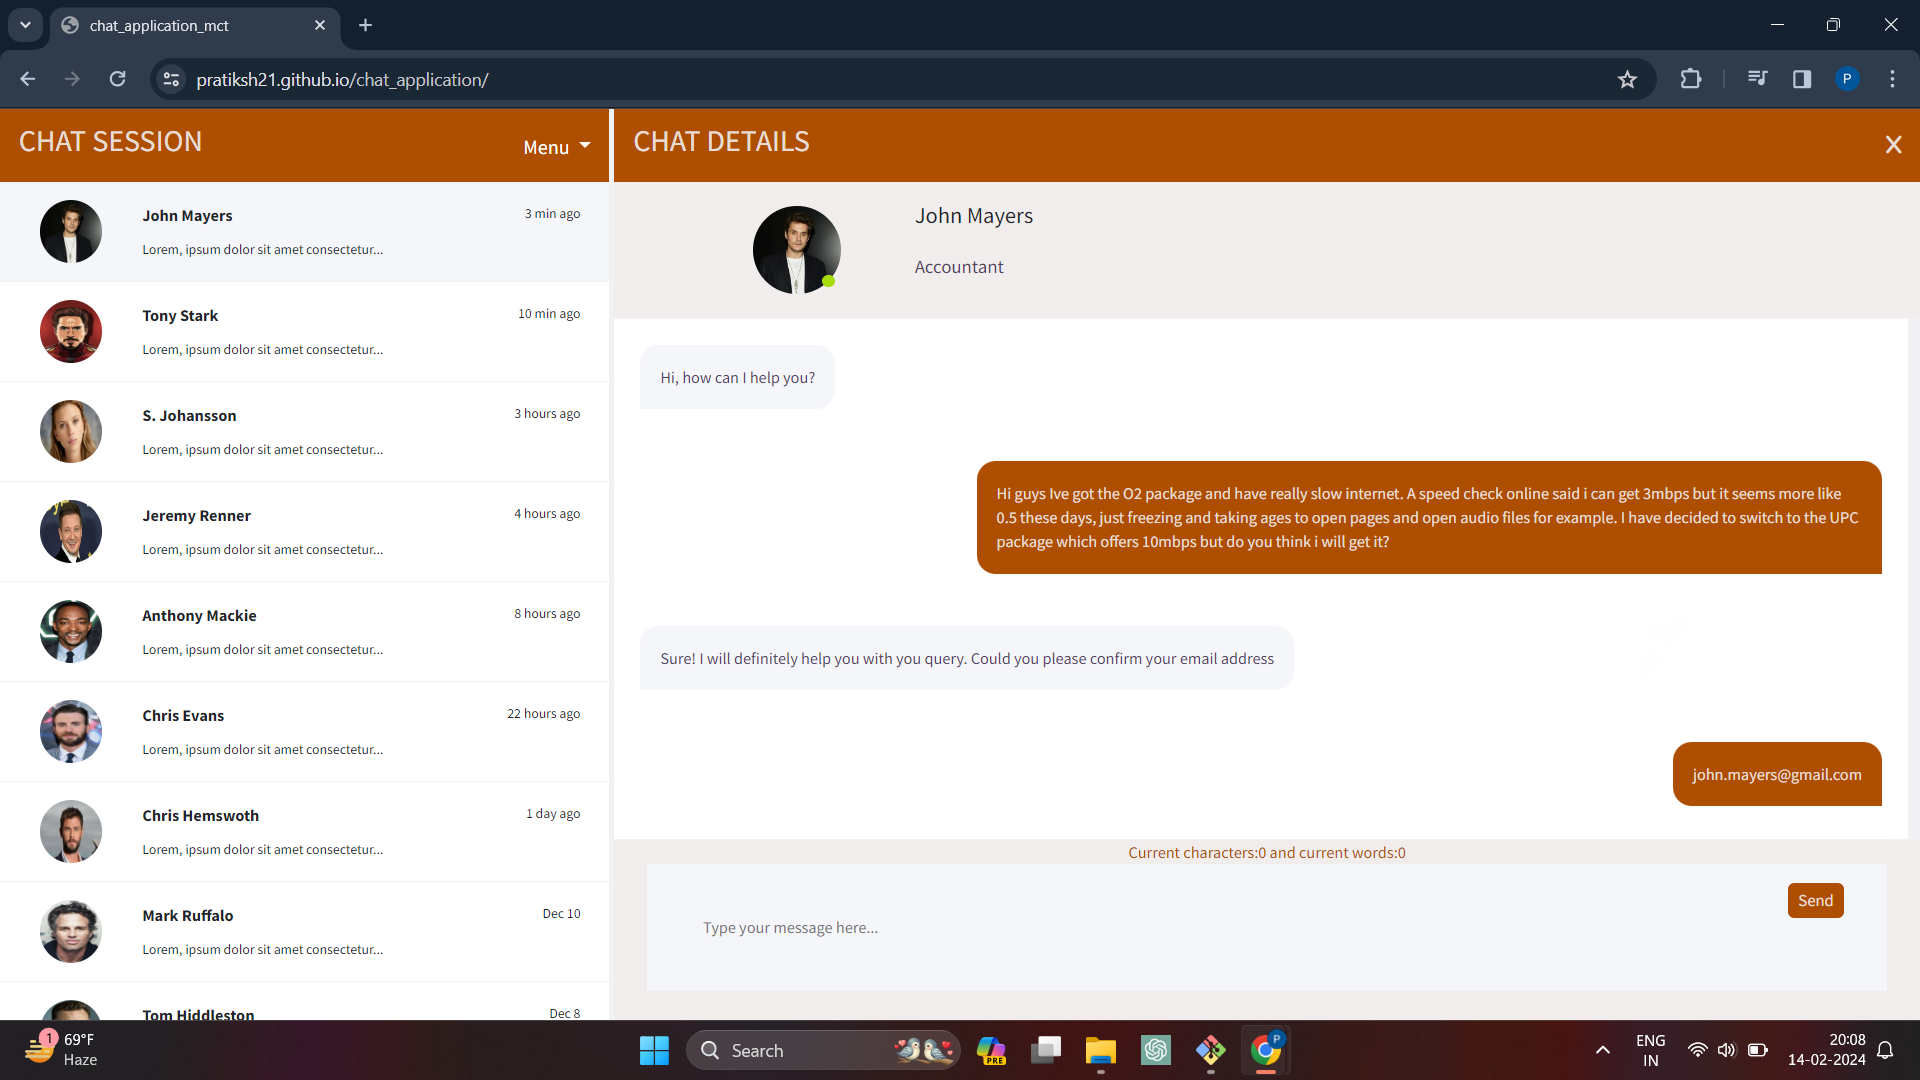 chat_application_mct
pratiksh21.github.io/chat_application/
P
CHAT SESSION
Menu
John Mayers
3 min ago
Lorem, ipsum dolor sit amet consectetur...
Tony Stark
10 min ago
Lorem, ipsum dolor sit amet consectetur...
S. Johansson
3 hours ago
Lorem, ipsum dolor sit amet consectetur...
Jeremy Renner
4 hours ago
Lorem, ipsum dolor sit amet consectetur...
Anthony Mackie
8 hours ago
Lorem, ipsum dolor sit amet consectetur...
Chris Evans
22 hours ago
Lorem, ipsum dolor sit amet consectetur...
Chris Hemswoth
1 day ago
Lorem, ipsum dolor sit amet consectetur...
Mark Ruffalo
Dec 10
Lorem, ipsum dolor sit amet consectetur...
Tom Hiddleston
Dec 8
CHAT DETAILS
X
John Mayers
Accountant
Hi, how can I help you?
Hi guys Ive got the O2 package and have really slow internet. A speed check online said i can get 3mbps but it seems more like
0.5 these days, just freezing and taking ages to open pages and open audio files for example. I have decided to switch to the UPC
package which offers 10mbps but do you think i will get it?
Sure! I will definitely help you with you query. Could you please confirm your email address
john.mayers@gmail.com
Current characters:0 and current words:0
Send
Type your message here...
1
69°F
Haze
Search
PRE
P
ENG
IN
20:08
14-02-2024